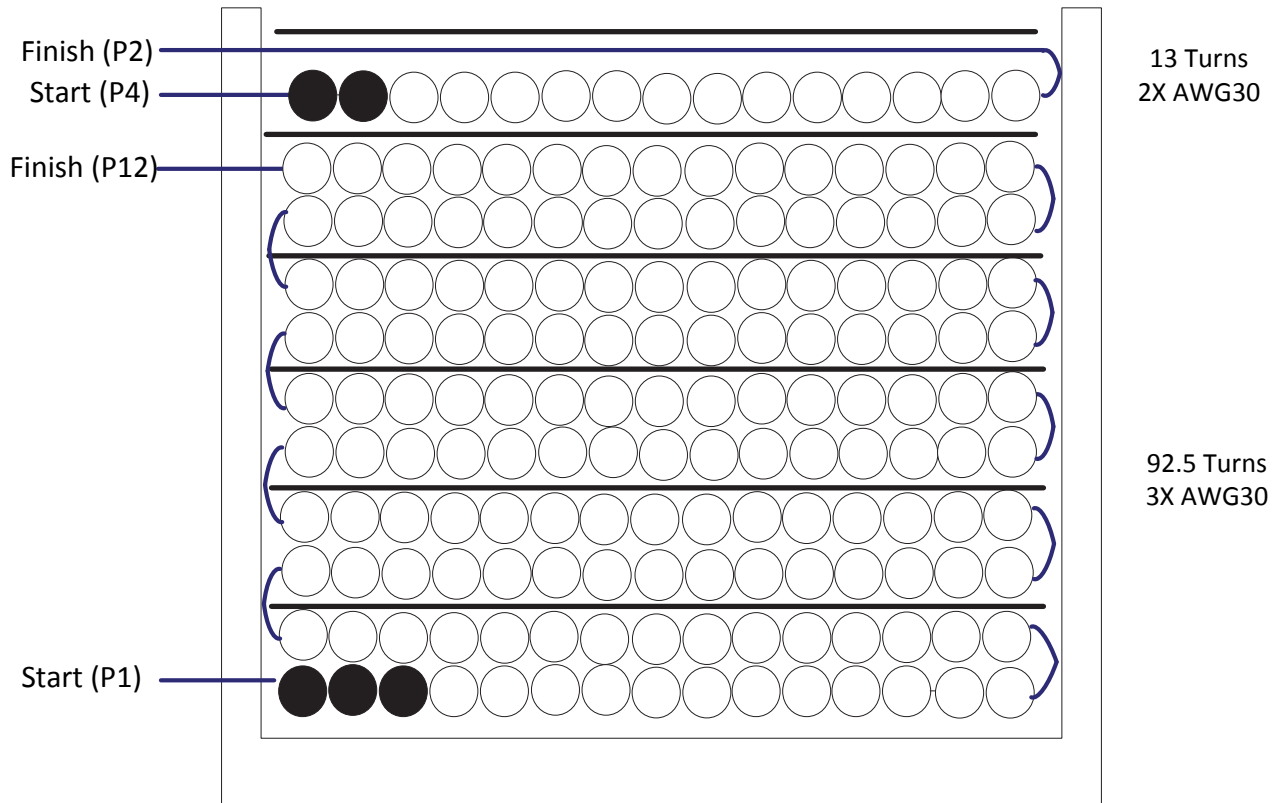 Finish (P2)
Start (P4)
13 Turns
2X AWG30
Finish (P12)
92.5 Turns
3X AWG30
Start (P1)